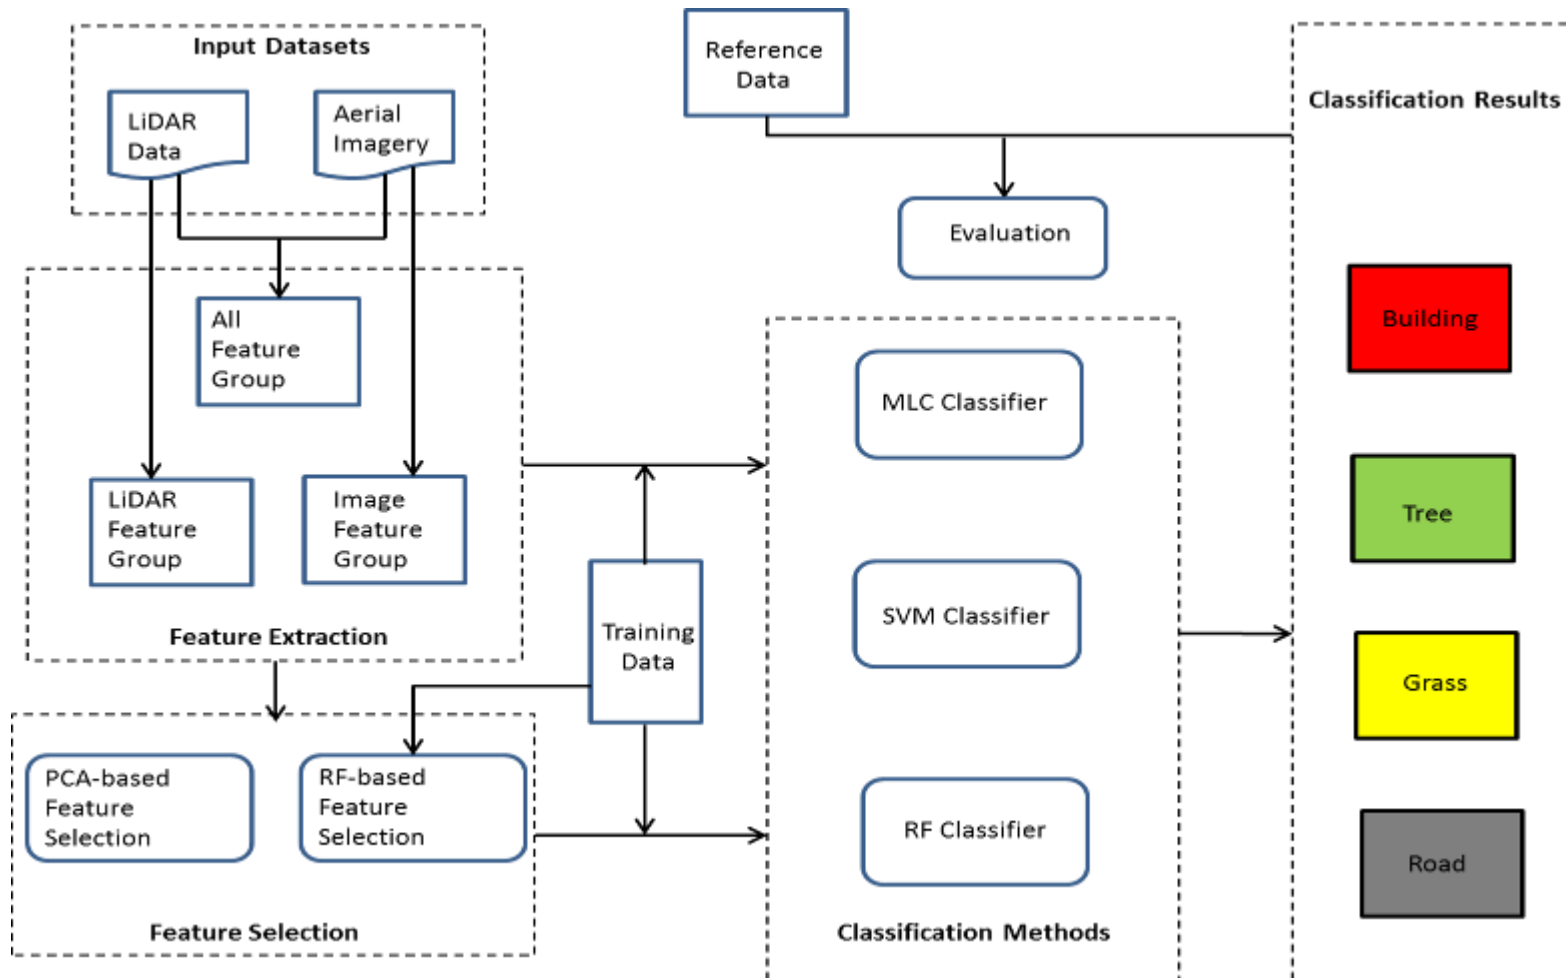 Input Datasets
LiDAR
Data
Aerial
Imagery
Reference
Data
Classification Results
Evaluation
All
Feature
Group
LiDAR
Feature
Group
Image
Feature
Group
Feature Extraction
Training
Data
MLC Classifier
SVM Classifier
RF Classifier
Classification Methods
Building
Tree
Grass
Road
PCA-based
Feature
Selection
RF-based
Feature
Selection
Feature Selection